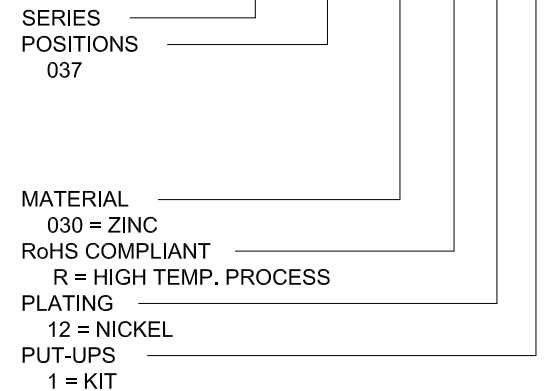 SERIES
POSITIONS
037
MATERIAL
030 = ZINC
RoHS COMPLIANT
R = HIGH TEMP. PROCESS
PLATING
12 = NICKEL
PUT-UPS
1 = KIT